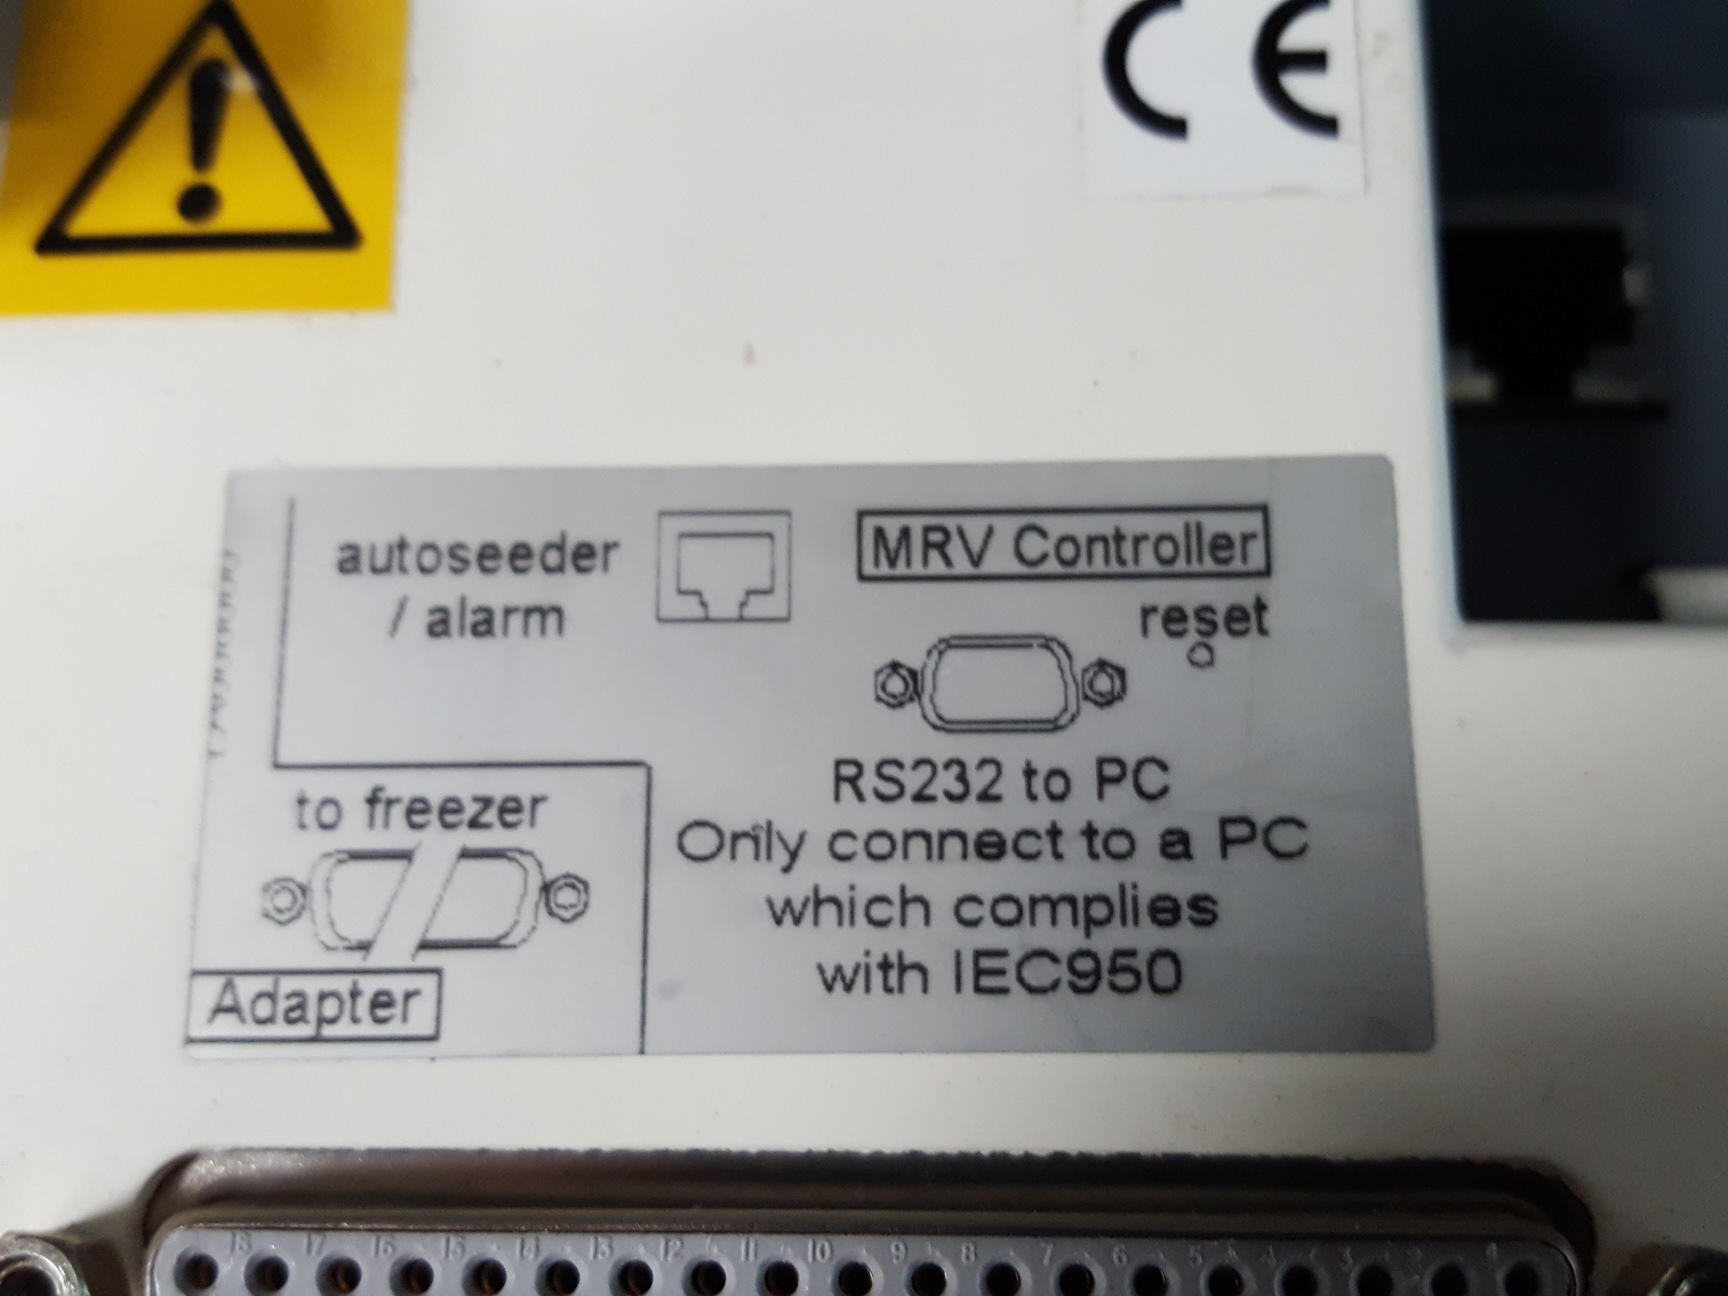 CE
autoseeder
/ alarm
MRV Controller
reset
RS232 to PC
Only connect to a PC
which complies
with IEC950
to freezer
Adapter
18 17 16 15 14 13 12 11 10 9 8 7 6 5 4 3 2 1